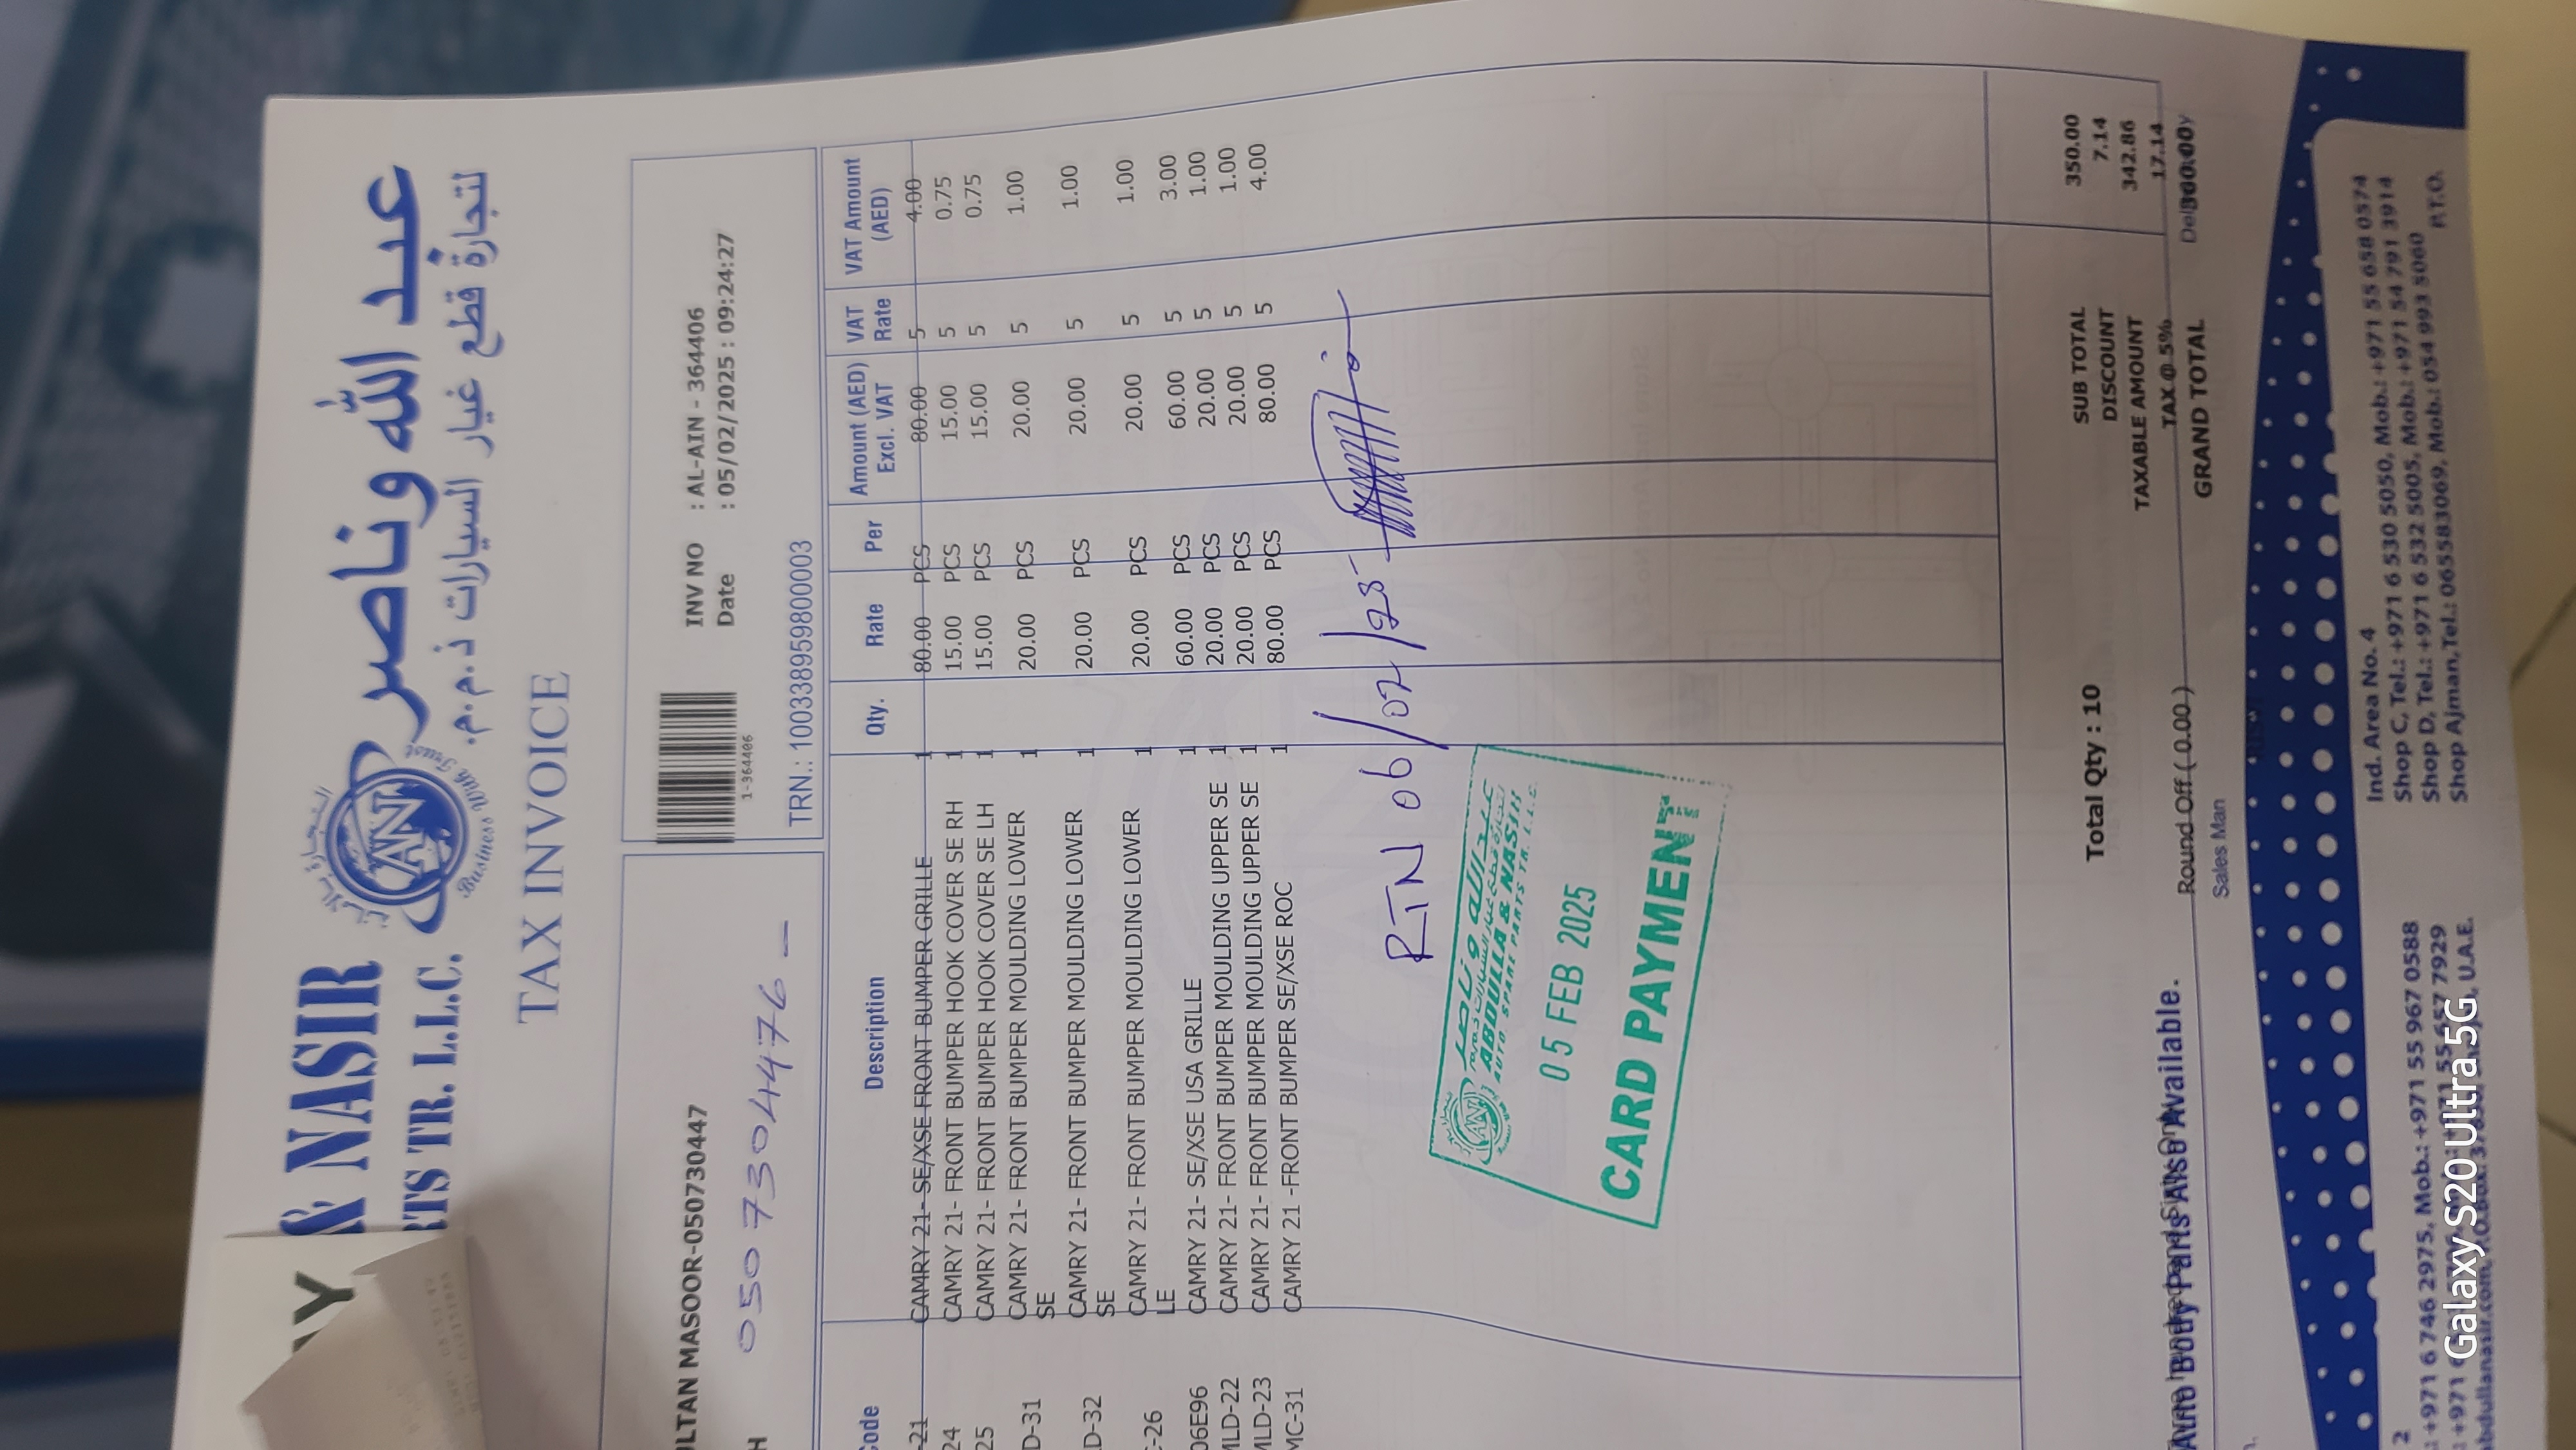 & NASIR
عبد الله وناصر
RTS TR. L.L.C.
لتجارة قطع غيار السيارات ذ.م.م.
AN
Business With Trust
TAX INVOICE
ULTAN MASOOR-050730447
0507304476 -
1-364406
INV NO : AL-AIN - 364406
Date : 05/02/2025 : 09:24:27
TRN.: 100338959800003
Code Description Qty. Rate Per Amount (AED) Excl. VAT VAT Rate VAT Amount (AED)
-21 CAMRY 21- SE/XSE FRONT BUMPER GRILLE 1 80.00 PCS 80.00 5 4.00
24 CAMRY 21- FRONT BUMPER HOOK COVER SE RH 1 15.00 PCS 15.00 5 0.75
25 CAMRY 21- FRONT BUMPER HOOK COVER SE LH 1 15.00 PCS 15.00 5 0.75
D-31 CAMRY 21- FRONT BUMPER MOULDING LOWER 1 20.00 PCS 20.00 5 1.00
SE
D-32 CAMRY 21- FRONT BUMPER MOULDING LOWER 1 20.00 PCS 20.00 5 1.00
SE
-26 CAMRY 21- FRONT BUMPER MOULDING LOWER 1 20.00 PCS 20.00 5 1.00
LE
06E96 CAMRY 21- SE/XSE USA GRILLE 1 60.00 PCS 60.00 5 3.00
MLD-22 CAMRY 21- FRONT BUMPER MOULDING UPPER SE 1 20.00 PCS 20.00 5 1.00
MLD-23 CAMRY 21- FRONT BUMPER MOULDING UPPER SE 1 20.00 PCS 20.00 5 1.00
MC-31 CAMRY 21 -FRONT BUMPER SE/XSE ROC 1 80.00 PCS 80.00 5 4.00
RTN 06/02/25
عبدالله وناصر
ABDULLA & NASIR
AUTO SPARE PARTS TR. L.L.C.
05 FEB 2025
CARD PAYMENT
Total Qty : 10
SUB TOTAL 350.00
DISCOUNT 7.14
TAXABLE AMOUNT 342.86
TAX @ 5% 17.14
Round Off ( 0.00 )
GRAND TOTAL
Sales Man
Body Parts Also Available.
Ind. Area No. 4
Shop C, Tel.: +971 6 530 5050, Mob.: +971 55 658 0574
Shop D, Tel.: +971 6 532 5005, Mob.: +971 54 791 3914
Shop Ajman, Tel.: 065583069, Mob.: 054 993 5060
P.T.O.
2
: +971 6 746 2975, Mob.: +971 55 967 0588
U.A.E.
Galaxy S20 Ultra 5G